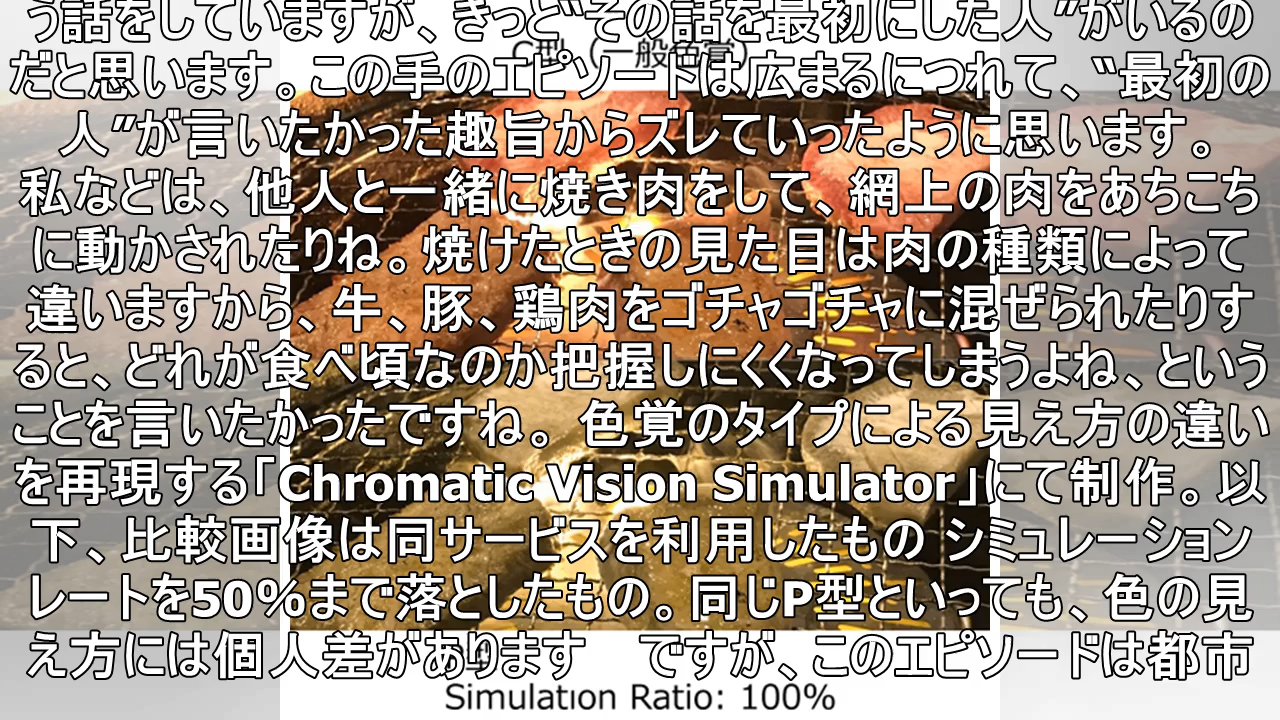 う話をしていますが、きっと“その話を最初にした人”がいるの
C型（一般色覚）
だと思います。この手のエピソードは広まるにつれて、“最初の
人”が言いたかった趣旨からズレていったように思います。
私などは、他人と一緒に焼き肉をして、網上の肉をあちこち
に動かされたりね。焼けたときの見た目は肉の種類によって
違いますから、牛、豚、鶏肉をゴチャゴチャに混ぜられたりす
ると、どれが食べ頃なのか把握しにくくなってしまうよね、という
ことを言いたかったですね。 色覚のタイプによる見え方の違い
を再現する「Chromatic Vision Simulator」にて制作。以
下、比較画像は同サービスを利用したもの シミュレーション
レートを50%まで落としたもの。同じP型といっても、色の見
え方には個人差があります　ですが、このエピソードは都市
Simulation Ratio: 100%